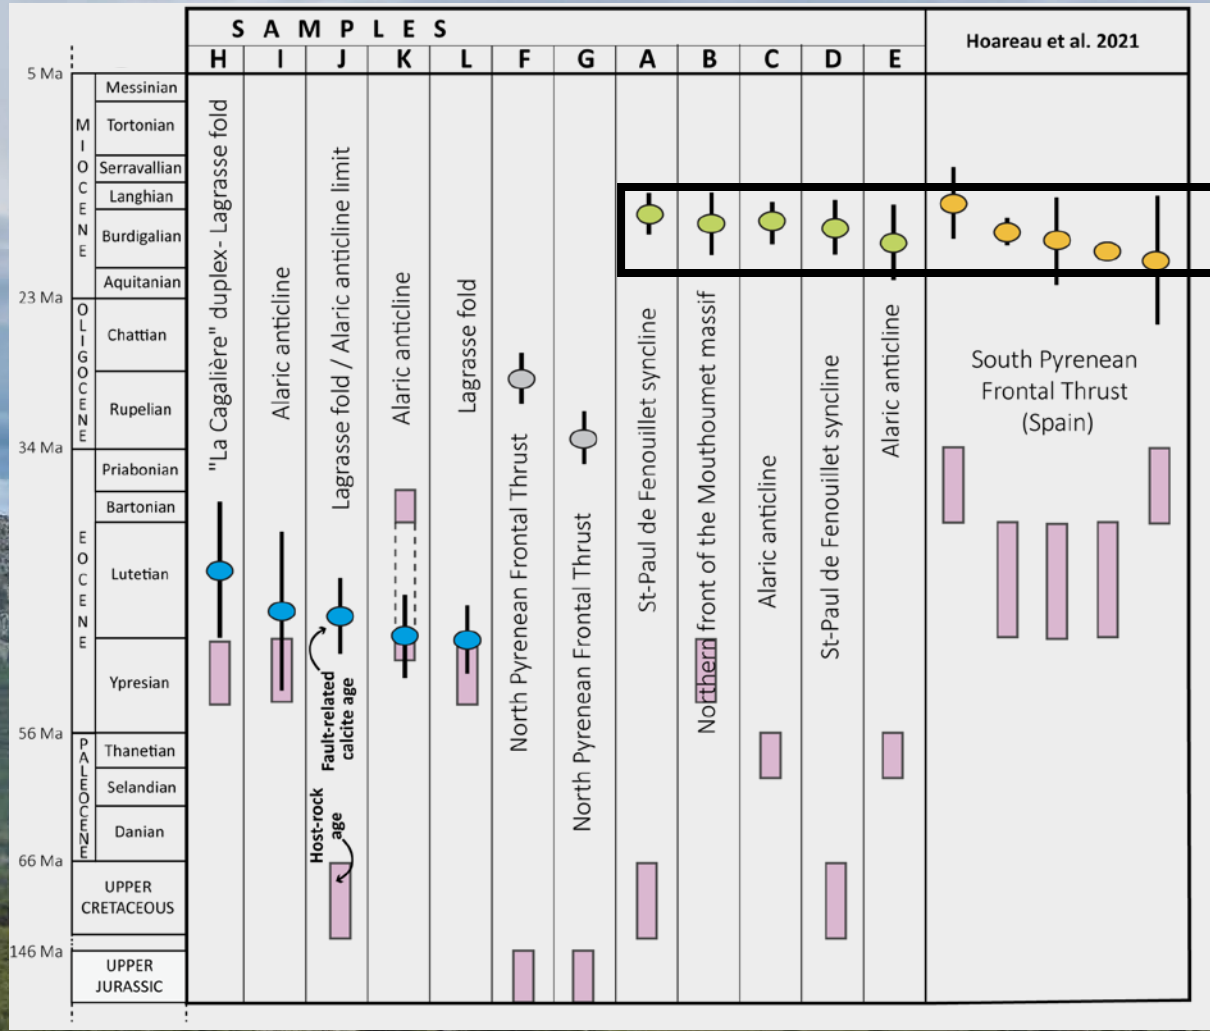 S A M P L E S
Hoareau et al. 2021
H I J K L F G A B C D E
5 Ma
MIOCENE
Messinian
Tortonian
Serravallian
Langhian
Burdigalian
Aquitanian
23 Ma
OLIGOCENE
Chattian
Rupelian
34 Ma
EOCENE
Priabonian
Bartonian
Lutetian
Ypresian
56 Ma
PALEOCENE
Thanetian
Selandian
Danian
66 Ma
UPPER
CRETACEOUS
146 Ma
UPPER
JURASSIC
"La Cagalière" duplex- Lagrasse fold
Alaric anticline
Lagrasse fold / Alaric anticline limit
Alaric anticline
Lagrasse fold
North Pyrenean Frontal Thrust
North Pyrenean Frontal Thrust
St-Paul de Fenouillet syncline
Northern front of the Mouthoumet massif
Alaric anticline
St-Paul de Fenouillet syncline
Alaric anticline
South Pyrenean
Frontal Thrust
(Spain)
Fault-related
calcite age
Host-rock
age